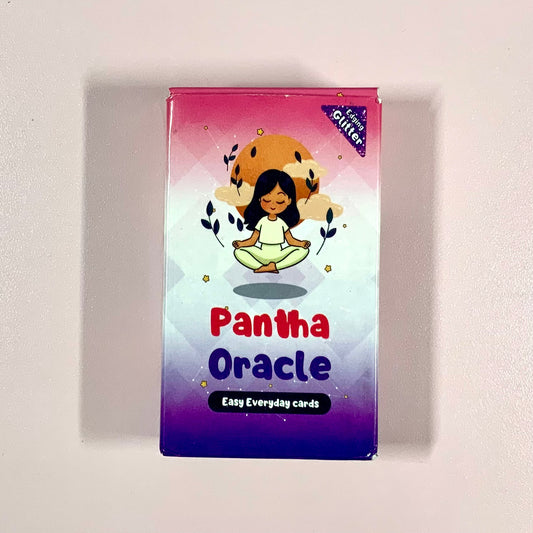 Edging
Glitter
Pantha
Oracle
Easy Everyday cards